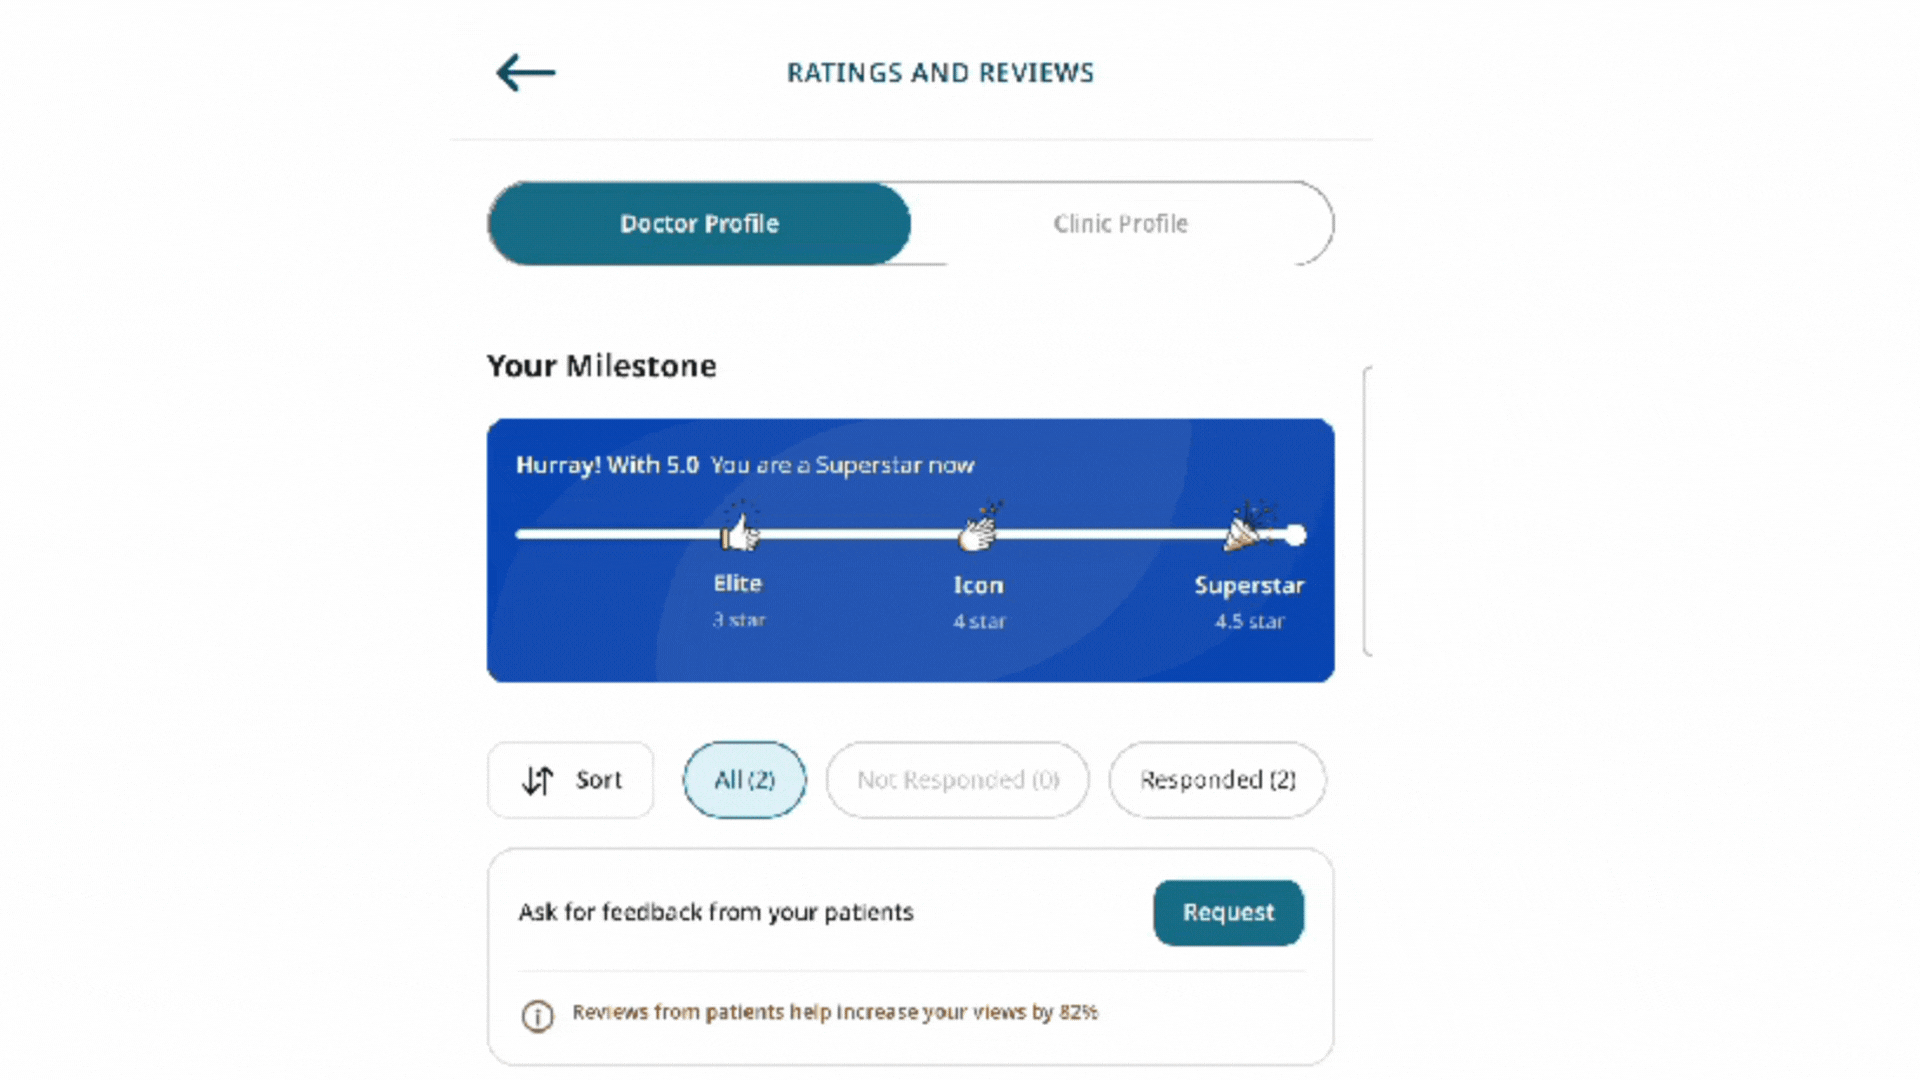 RATINGS AND REVIEWS
Doctor Profile
Clinic Profile
Your Milestone
Hurray! With 5.0 You are a Superstar now
Elite
Icon
Superstar
3 star
4 star
4.5 star
Sort
All (2)
Not Responded (0)
Responded (2)
Ask for feedback from your patients
Request
Reviews from patients help increase your views by 82%